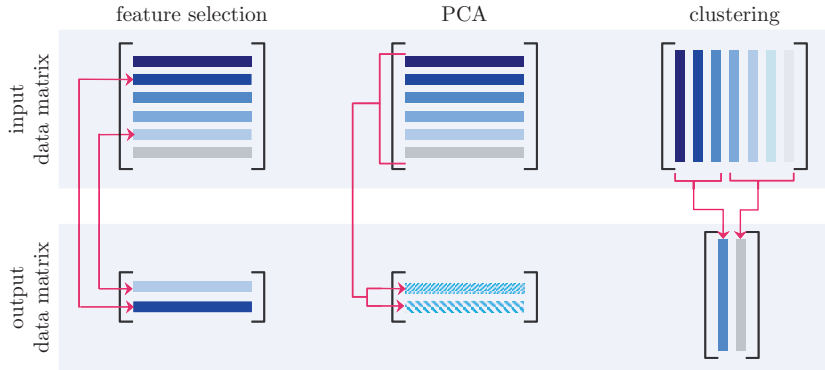 feature selection
PCA
clustering
input
data matrix
output
data matrix